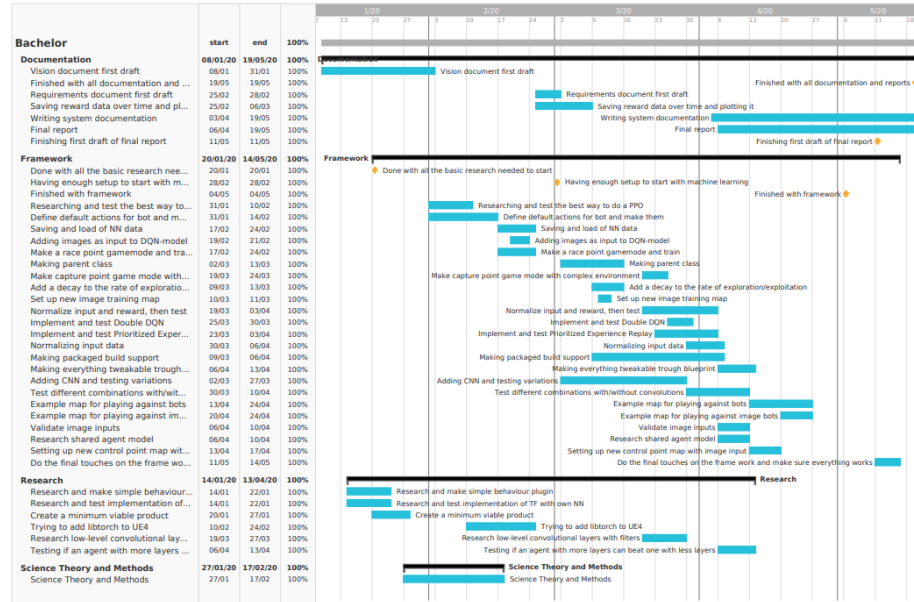 1/20 2/20 3/20 4/20 5/20
7 13 20 27 3 10 17 24 2 9 16 23 30 6 13 20 27 4 11 18
Bachelor start end 100%
Documentation 08/01/20 19/05/20 100%
Vision document first draft 08/01 31/01 100% Vision document first draft
Finished with all documentation and ... 19/05 19/05 100% Finished with all documentation and reports
Requirements document first draft 25/02 28/02 100% Requirements document first draft
Saving reward data over time and pl... 25/02 06/03 100% Saving reward data over time and plotting it
Writing system documentation 03/04 19/05 100% Writing system documentation
Final report 06/04 19/05 100% Final report
Finishing first draft of final report 11/05 11/05 100% Finishing first draft of final report
Framework 20/01/20 14/05/20 100% Framework
Done with all the basic research nee... 20/01 20/01 100% Done with all the basic research needed to start
Having enough setup to start with m... 28/02 28/02 100% Having enough setup to start with machine learning
Finished with framework 04/05 04/05 100% Finished with framework
Researching and test the best way to... 31/01 10/02 100% Researching and test the best way to do a PPO
Define default actions for bot and m... 31/01 14/02 100% Define default actions for bot and make them
Saving and load of NN data 17/02 24/02 100% Saving and load of NN data
Adding images as input to DQN-model 19/02 21/02 100% Adding images as input to DQN-model
Make a race point gamemode and tra... 17/02 24/02 100% Make a race point gamemode and train
Making parent class 02/03 13/03 100% Making parent class
Make capture point game mode with... 19/03 24/03 100% Make capture point game mode with complex environment
Add a decay to the rate of exploratio... 09/03 13/03 100% Add a decay to the rate of exploration/exploitation
Set up new image training map 10/03 11/03 100% Set up new image training map
Normalize input and reward, then test 19/03 03/04 100% Normalize input and reward, then test
Implement and test Double DQN 25/03 30/03 100% Implement and test Double DQN
Implement and test Prioritized Exper... 23/03 03/04 100% Implement and test Prioritized Experience Replay
Normalizing input data 30/03 06/04 100% Normalizing input data
Making packaged build support 09/03 06/04 100% Making packaged build support
Making everything tweakable trough... 06/04 13/04 100% Making everything tweakable trough blueprint
Adding CNN and testing variations 02/03 27/03 100% Adding CNN and testing variations
Test different combinations with/wit... 30/03 10/04 100% Test different combinations with/without convolutions
Example map for playing against bots 13/04 24/04 100% Example map for playing against bots
Example map for playing against im... 20/04 24/04 100% Example map for playing against image bots
Validate image inputs 06/04 10/04 100% Validate image inputs
Research shared agent model 06/04 10/04 100% Research shared agent model
Setting up new control point map wit... 13/04 17/04 100% Setting up new control point map with image input
Do the final touches on the frame wo... 11/05 14/05 100% Do the final touches on the frame work and make sure everything works
Research 14/01/20 13/04/20 100% Research
Research and make simple behaviour... 14/01 22/01 100% Research and make simple behaviour plugin
Research and test implementation of... 14/01 22/01 100% Research and test implementation of TF with own NN
Create a minimum viable product 20/01 27/01 100% Create a minimum viable product
Trying to add libtorch to UE4 10/02 24/02 100% Trying to add libtorch to UE4
Research low-level convolutional lay... 19/03 27/03 100% Research low-level convolutional layers with filters
Testing if an agent with more layers ... 06/04 13/04 100% Testing if an agent with more layers can beat one with less layers
Science Theory and Methods 27/01/20 17/02/20 100% Science Theory and Methods
Science Theory and Methods 27/01 17/02 100% Science Theory and Methods